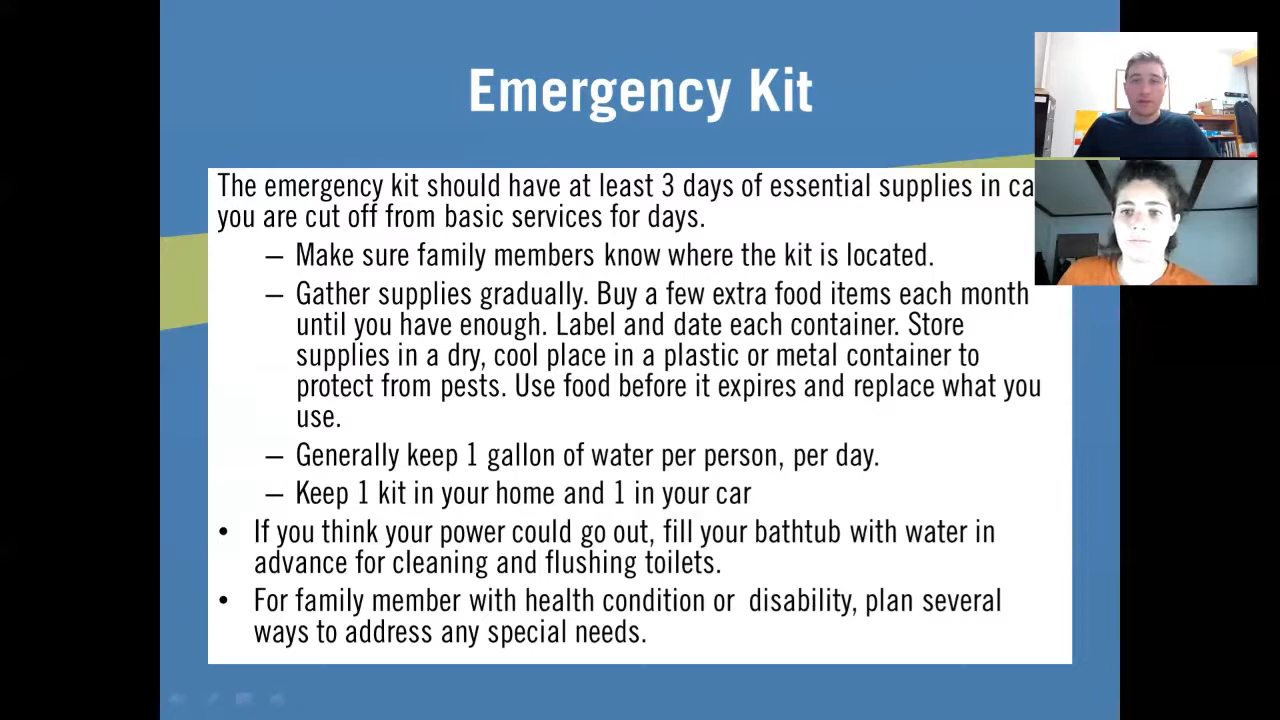 Emergency Kit
The emergency kit should have at least 3 days of essential supplies in ca
you are cut off from basic services for days.
– Make sure family members know where the kit is located.
– Gather supplies gradually. Buy a few extra food items each month
until you have enough. Label and date each container. Store
supplies in a dry, cool place in a plastic or metal container to
protect from pests. Use food before it expires and replace what you
use.
– Generally keep 1 gallon of water per person, per day.
– Keep 1 kit in your home and 1 in your car
• If you think your power could go out, fill your bathtub with water in
advance for cleaning and flushing toilets.
• For family member with health condition or disability, plan several
ways to address any special needs.